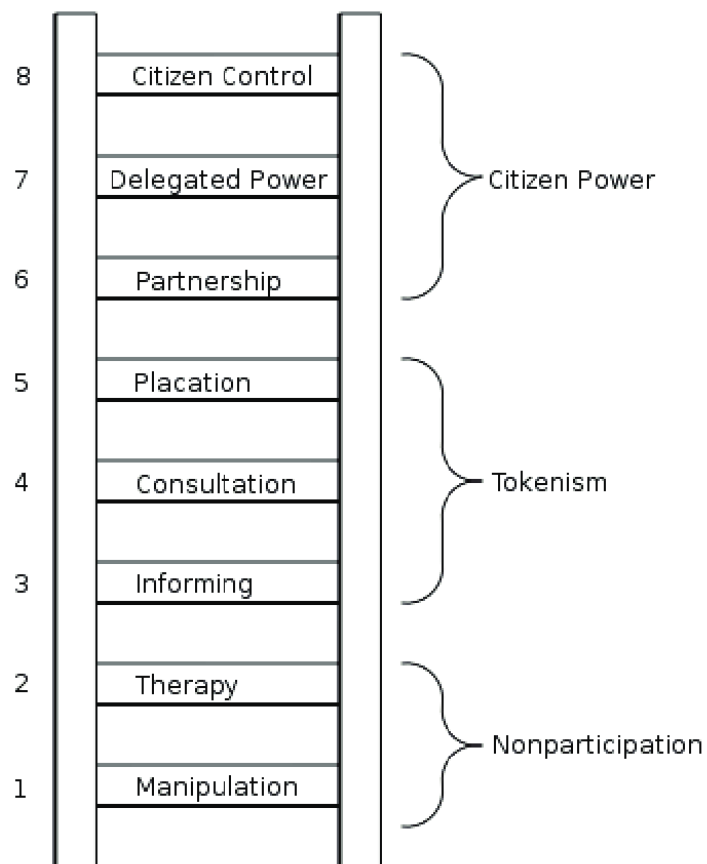 8 Citizen Control
7 Delegated Power Citizen Power
6 Partnership
5 Placation
4 Consultation Tokenism
3 Informing
2 Therapy
Nonparticipation
1 Manipulation